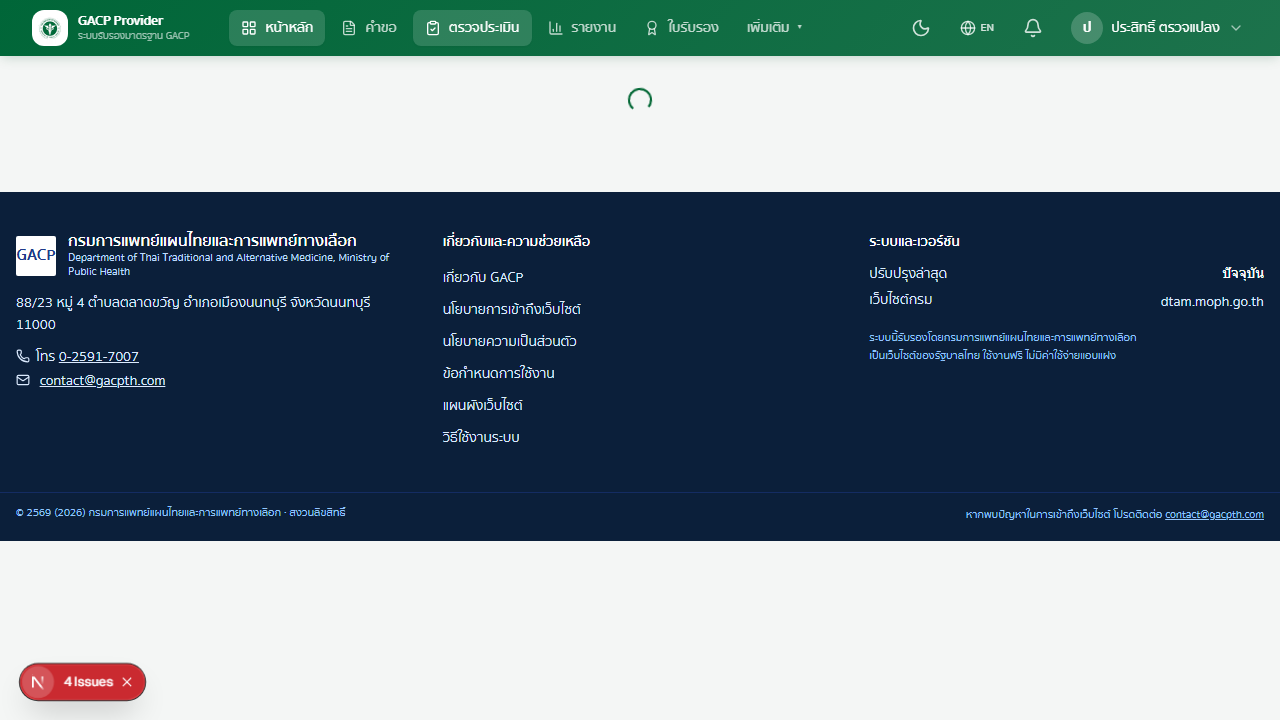 GACP Provider
ระบบรับรองมาตรฐาน GACP
หน้าหลัก
คำขอ
ตรวจประเมิน
รายงาน
ใบรับรอง
เพิ่มเติม
EN
ป
ประสิทธิ์ ตรวจแปลง
GACP
กรมการแพทย์แผนไทยและการแพทย์ทางเลือก
Department of Thai Traditional and Alternative Medicine, Ministry of
Public Health
88/23 หมู่ 4 ตำบลตลาดขวัญ อำเภอเมืองนนทบุรี จังหวัดนนทบุรี
11000
โทร 0-2591-7007
contact@gacpth.com
เกี่ยวกับและความช่วยเหลือ
เกี่ยวกับ GACP
นโยบายการเข้าถึงเว็บไซต์
นโยบายความเป็นส่วนตัว
ข้อกำหนดการใช้งาน
แผนผังเว็บไซต์
วิธีใช้งานระบบ
ระบบและเวอร์ชัน
ปรับปรุงล่าสุด ปัจจุบัน
เว็บไซต์กรม dtam.moph.go.th
ระบบนี้รับรองโดยกรมการแพทย์แผนไทยและการแพทย์ทางเลือก
เป็นเว็บไซต์ของรัฐบาลไทย ใช้งานฟรี ไม่มีค่าใช้จ่ายแอบแฝง
© 2569 (2026) กรมการแพทย์แผนไทยและการแพทย์ทางเลือก · สงวนลิขสิทธิ์
หากพบปัญหาในการเข้าถึงเว็บไซต์ โปรดติดต่อ contact@gacpth.com
N
4 Issues